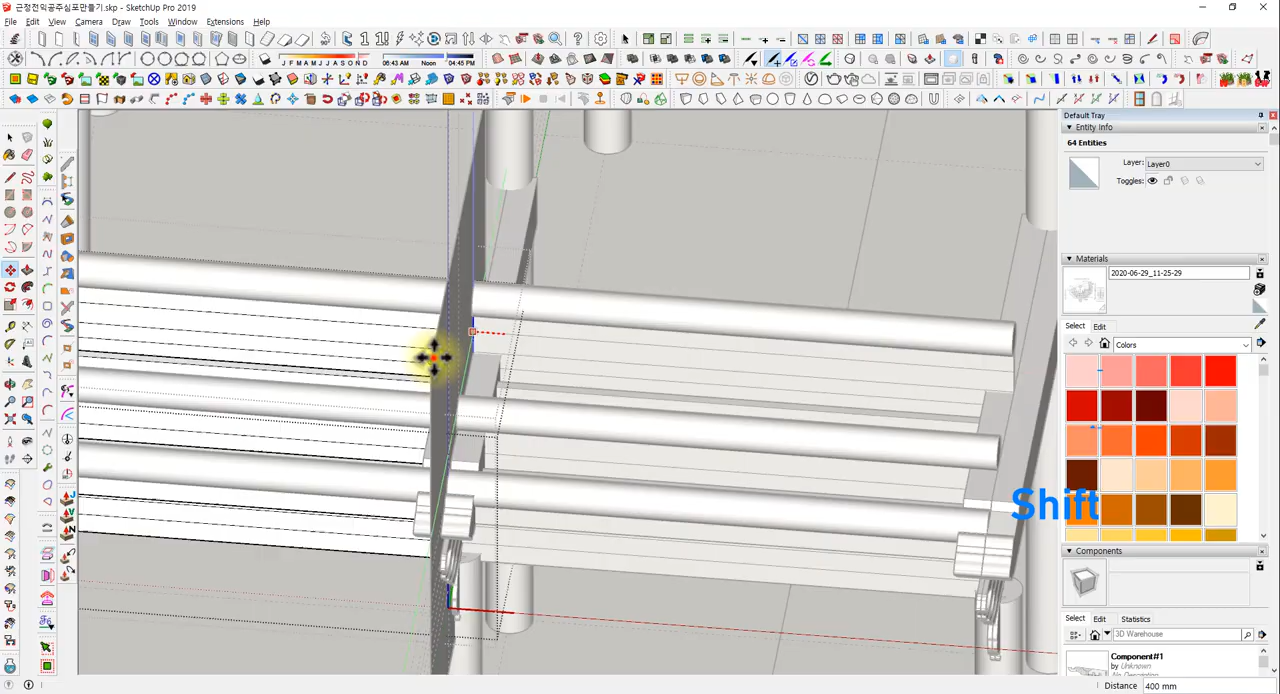 근정전익공주심포만들기.skp - SketchUp Pro 2019
File Edit View Camera Draw Tools Window Extensions Help
J F M A M J J A S O N D
06:43 AM Noon 04:45 PM
Default Tray
Entity Info
64 Entities
Layer: Layer0
Toggles:
Materials
2020-06-29_11-25-29
Select Edit
Colors
Shift
Components
Select Edit Statistics
3D Warehouse
Component#1
by Unknown
Distance 400 mm